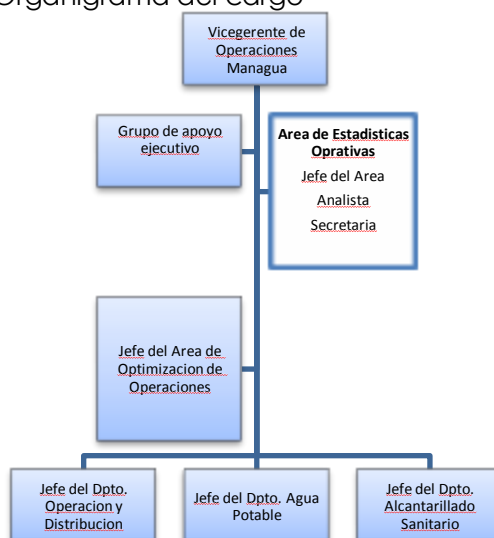 Organigrama del cargo
Vicegerente de
Operaciones
Managua
Grupo de apoyo
ejecutivo
Area de Estadisticas
Oprativas
Jefe del Area
Analista
Secretaria
Jefe del Area de
Optimizacion de
Operaciones
Jefe del Dpto.
Operacion y
Distribucion
Jefe del Dpto. Agua
Potable
Jefe del Dpto.
Alcantarillado
Sanitario